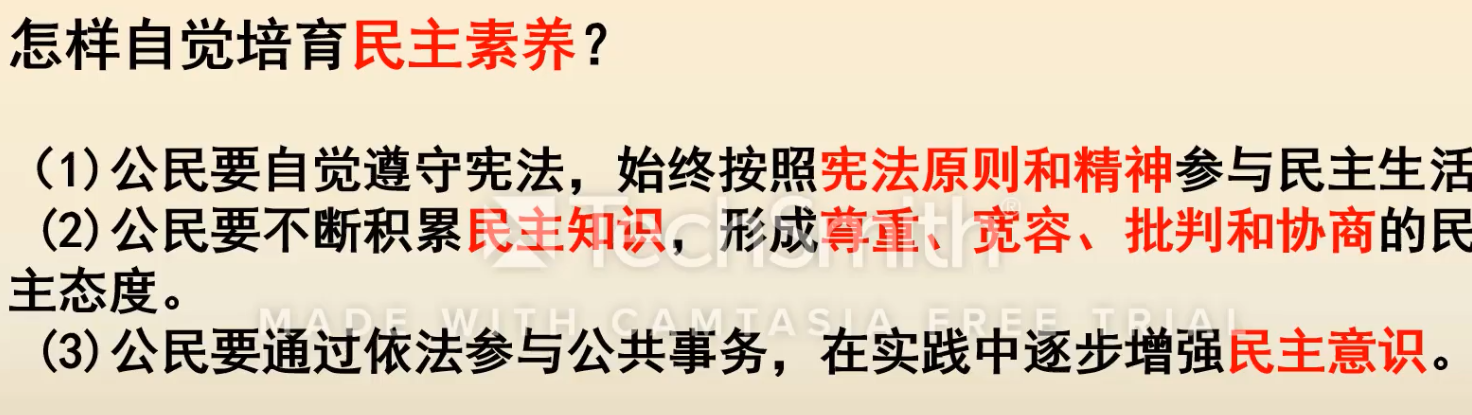 怎样自觉培育民主素养？
（1）公民要自觉遵守宪法，始终按照宪法原则和精神参与民主生活
（2）公民要不断积累民主知识，形成尊重、宽容、批判和协商的民
主态度。
（3）公民要通过依法参与公共事务，在实践中逐步增强民主意识。
TechSmith®
MADE WITH CAMTASIA FREE TRIAL